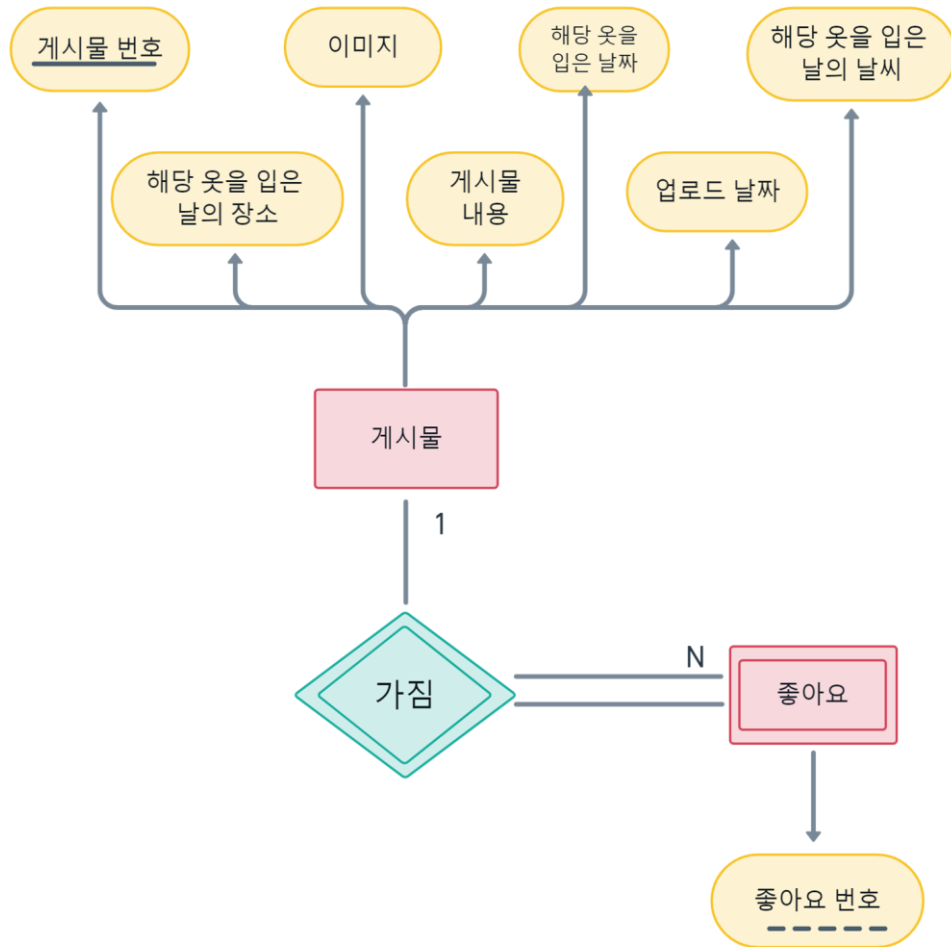 게시물 번호
이미지
해당 옷을
입은 날짜
해당 옷을 입은
날의 날씨
해당 옷을 입은
날의 장소
게시물
내용
업로드 날짜
게시물
1
가짐
N
좋아요
좋아요 번호